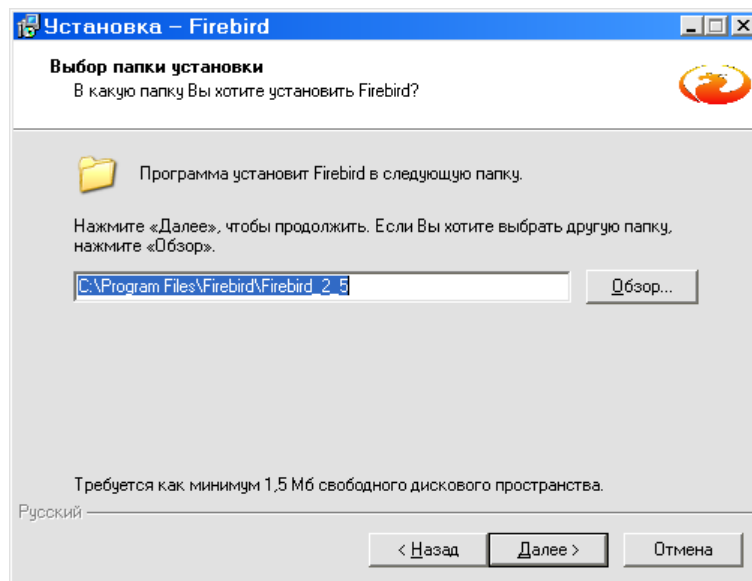 Установка – Firebird
Выбор папки установки
В какую папку Вы хотите установить Firebird?
Программа установит Firebird в следующую папку.
Нажмите «Далее», чтобы продолжить. Если Вы хотите выбрать другую папку,
нажмите «Обзор».
C:\Program Files\Firebird\Firebird_2_5
Обзор...
Требуется как минимум 1,5 Мб свободного дискового пространства.
Русский
< Назад
Далее >
Отмена